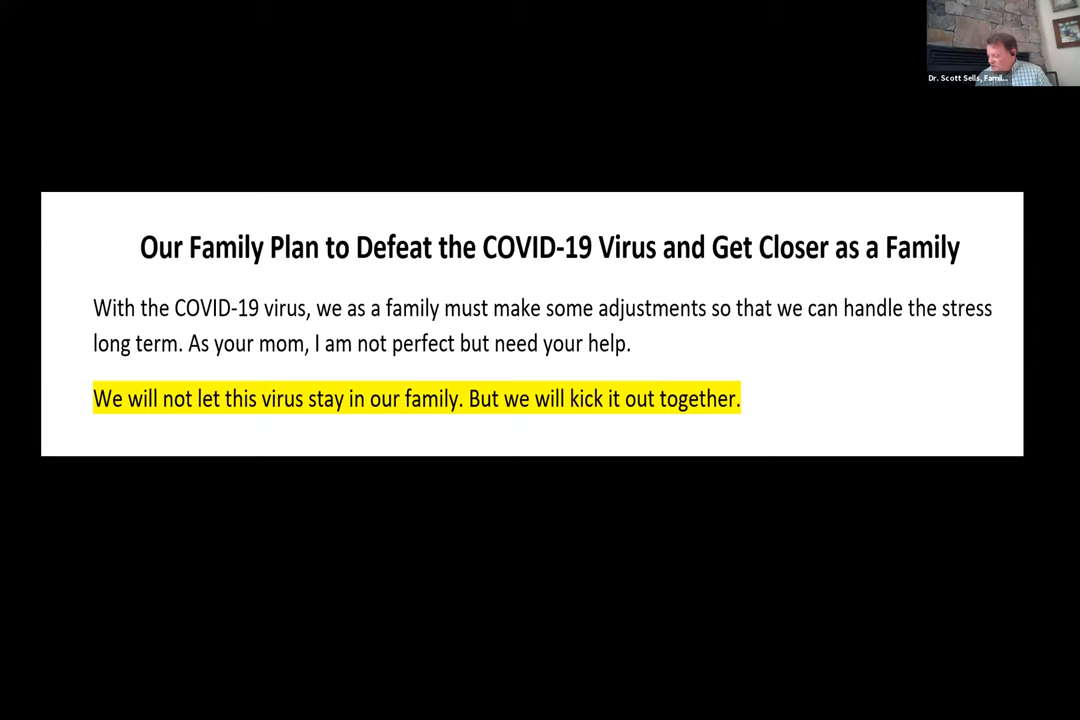 Dr. Scott Sells, Famil...
Our Family Plan to Defeat the COVID-19 Virus and Get Closer as a Family
With the COVID-19 virus, we as a family must make some adjustments so that we can handle the stress
long term. As your mom, I am not perfect but need your help.
We will not let this virus stay in our family. But we will kick it out together.